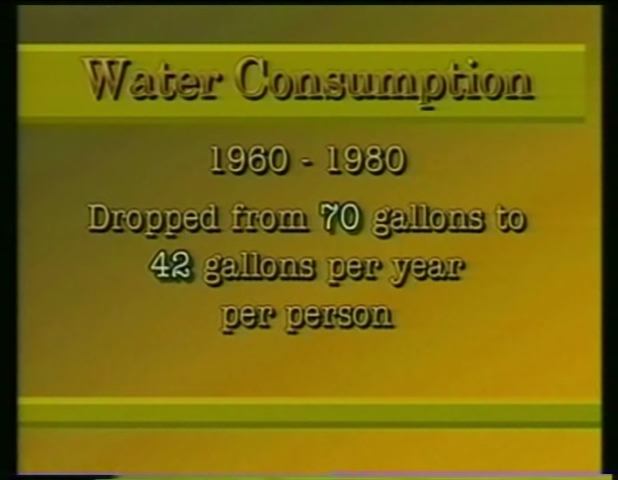 Water Consumption
1960 - 1980
Dropped from 70 gallons to
42 gallons per year
per person